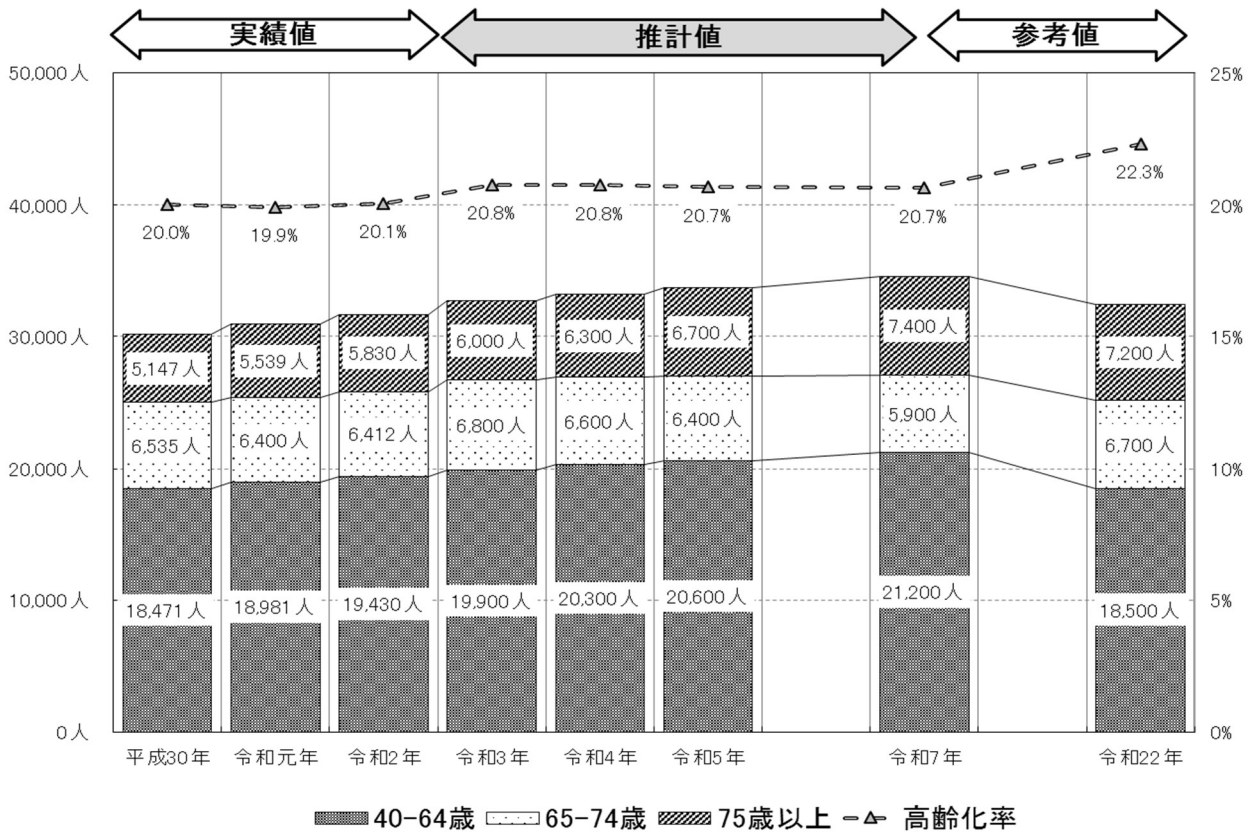 実績値 推計値 参考値
50,000人 25%
22.3%
40,000人 20.0% 19.9% 20.1% 20.8% 20.8% 20.7% 20.7% 20%
30,000人 5,147人 5,539人 5,830人 6,000人 6,300人 6,700人 7,400人 7,200人 15%
6,535人 6,400人 6,412人 6,800人 6,600人 6,400人 5,900人 6,700人
20,000人 10%
10,000人 18,471人 18,981人 19,430人 19,900人 20,300人 20,600人 21,200人 18,500人 5%
0人 0%
平成30年 令和元年 令和2年 令和3年 令和4年 令和5年 令和7年 令和22年
40-64歳 65-74歳 75歳以上 高齢化率